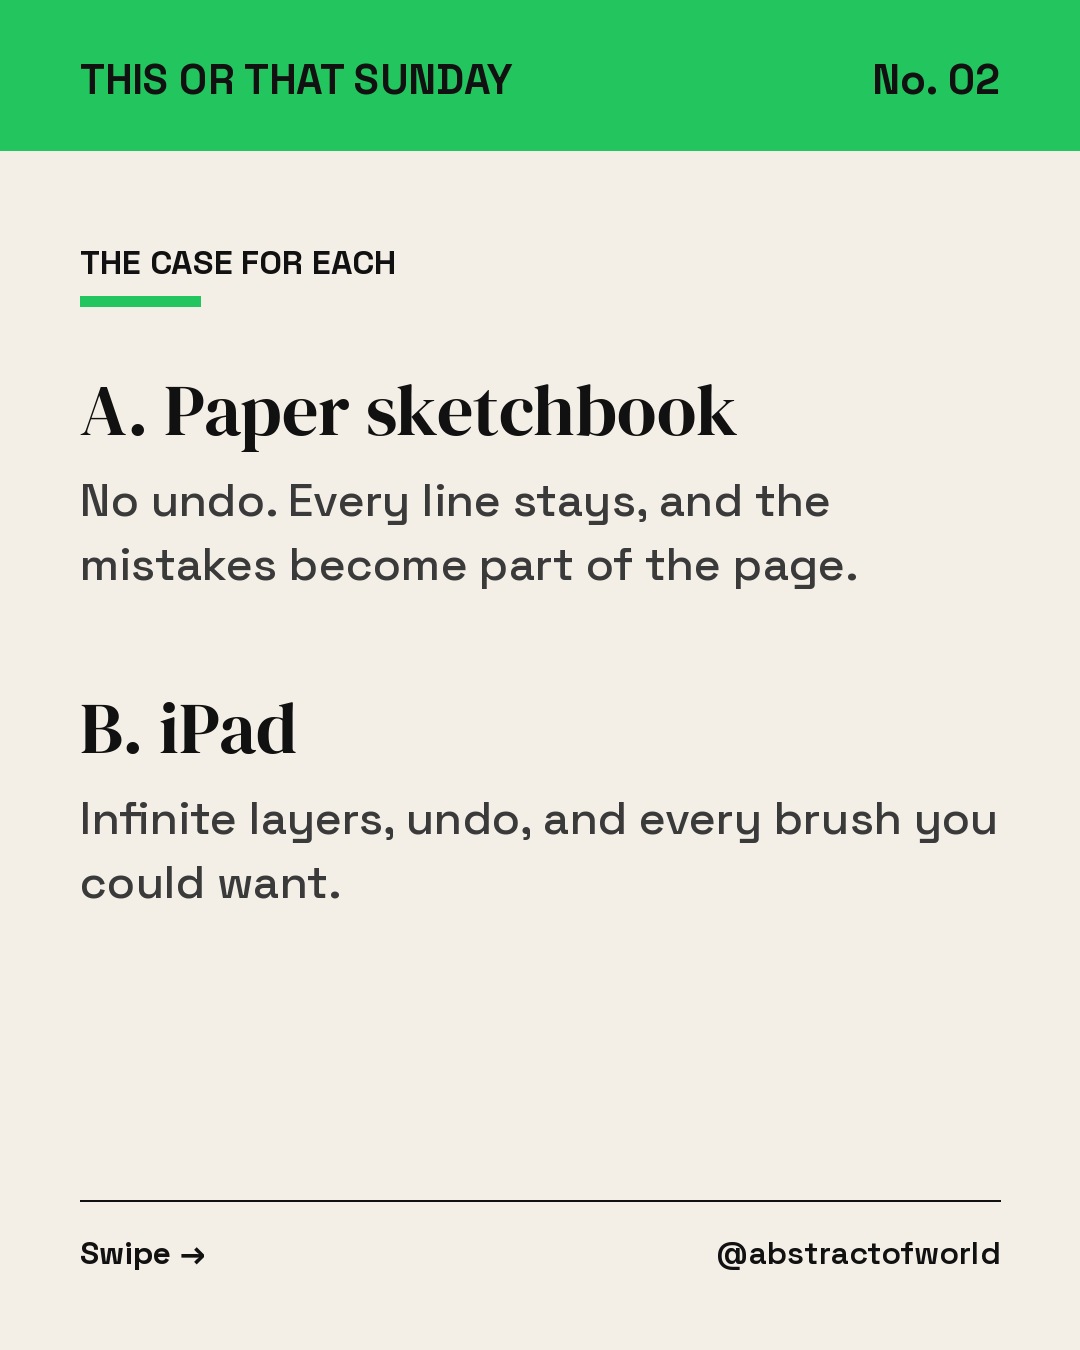 THIS OR THAT SUNDAY No. 02
THE CASE FOR EACH
A. Paper sketchbook
No undo. Every line stays, and the
mistakes become part of the page.
B. iPad
Infinite layers, undo, and every brush you
could want.
Swipe → @abstractofworld